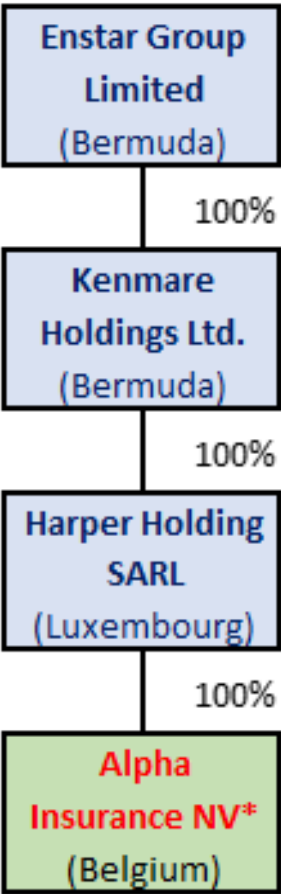 Enstar Group
Limited
(Bermuda)
100%
Kenmare
Holdings Ltd.
(Bermuda)
100%
Harper Holding
SARL
(Luxembourg)
100%
Alpha
Insurance NV*
(Belgium)